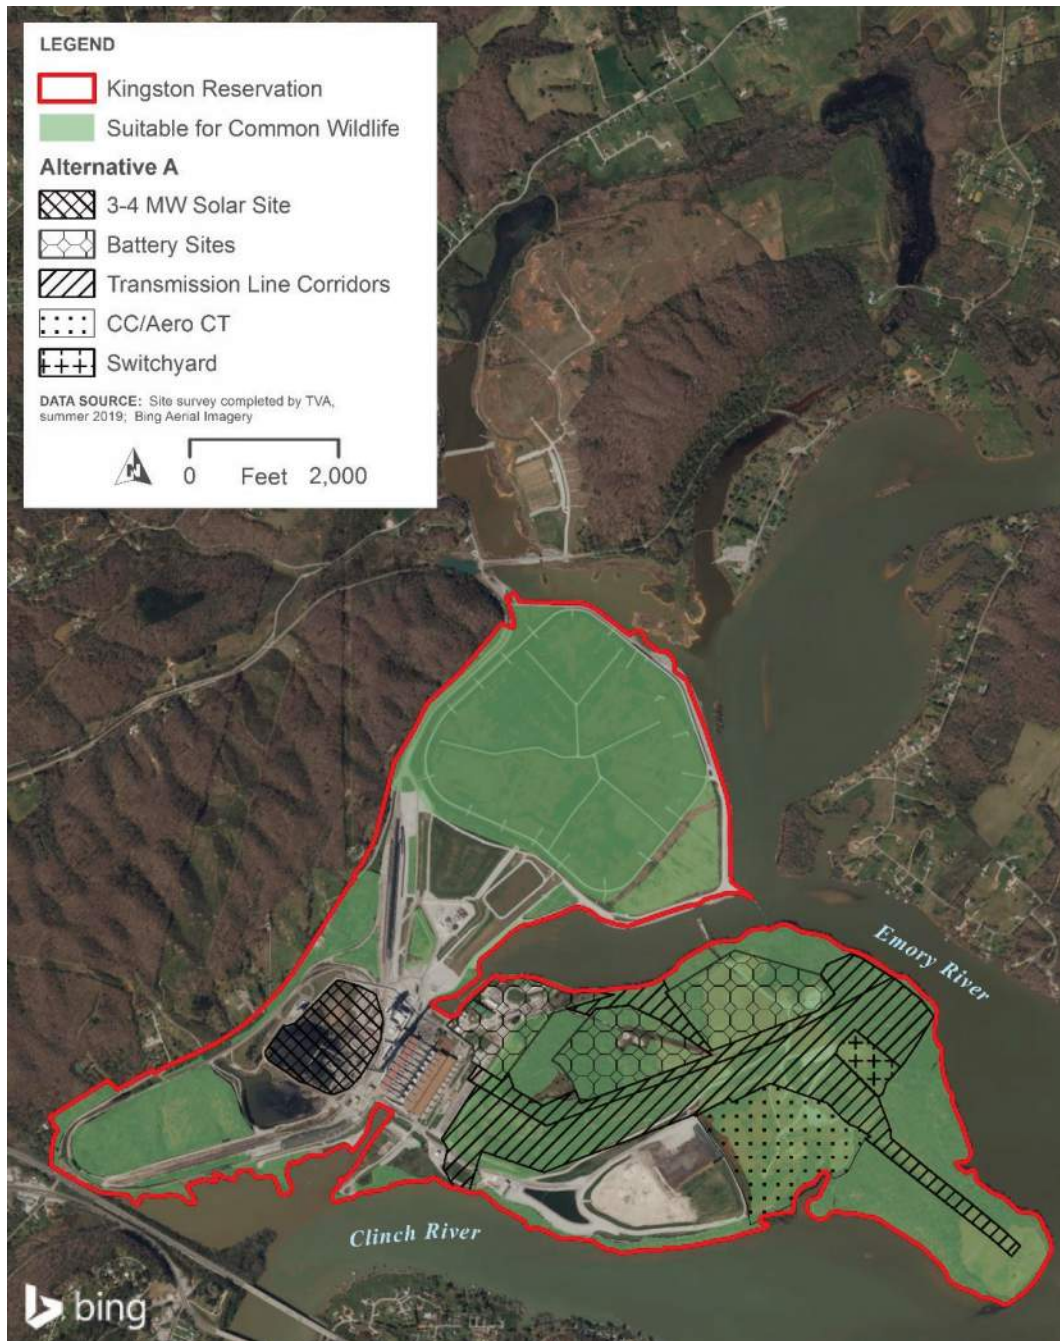 LEGEND
Kingston Reservation
Suitable for Common Wildlife
Alternative A
3-4 MW Solar Site
Battery Sites
Transmission Line Corridors
CC/Aero CT
Switchyard
DATA SOURCE: Site survey completed by TVA,
summer 2019; Bing Aerial Imagery
N
0 Feet 2,000
Emory River
Clinch River
bing